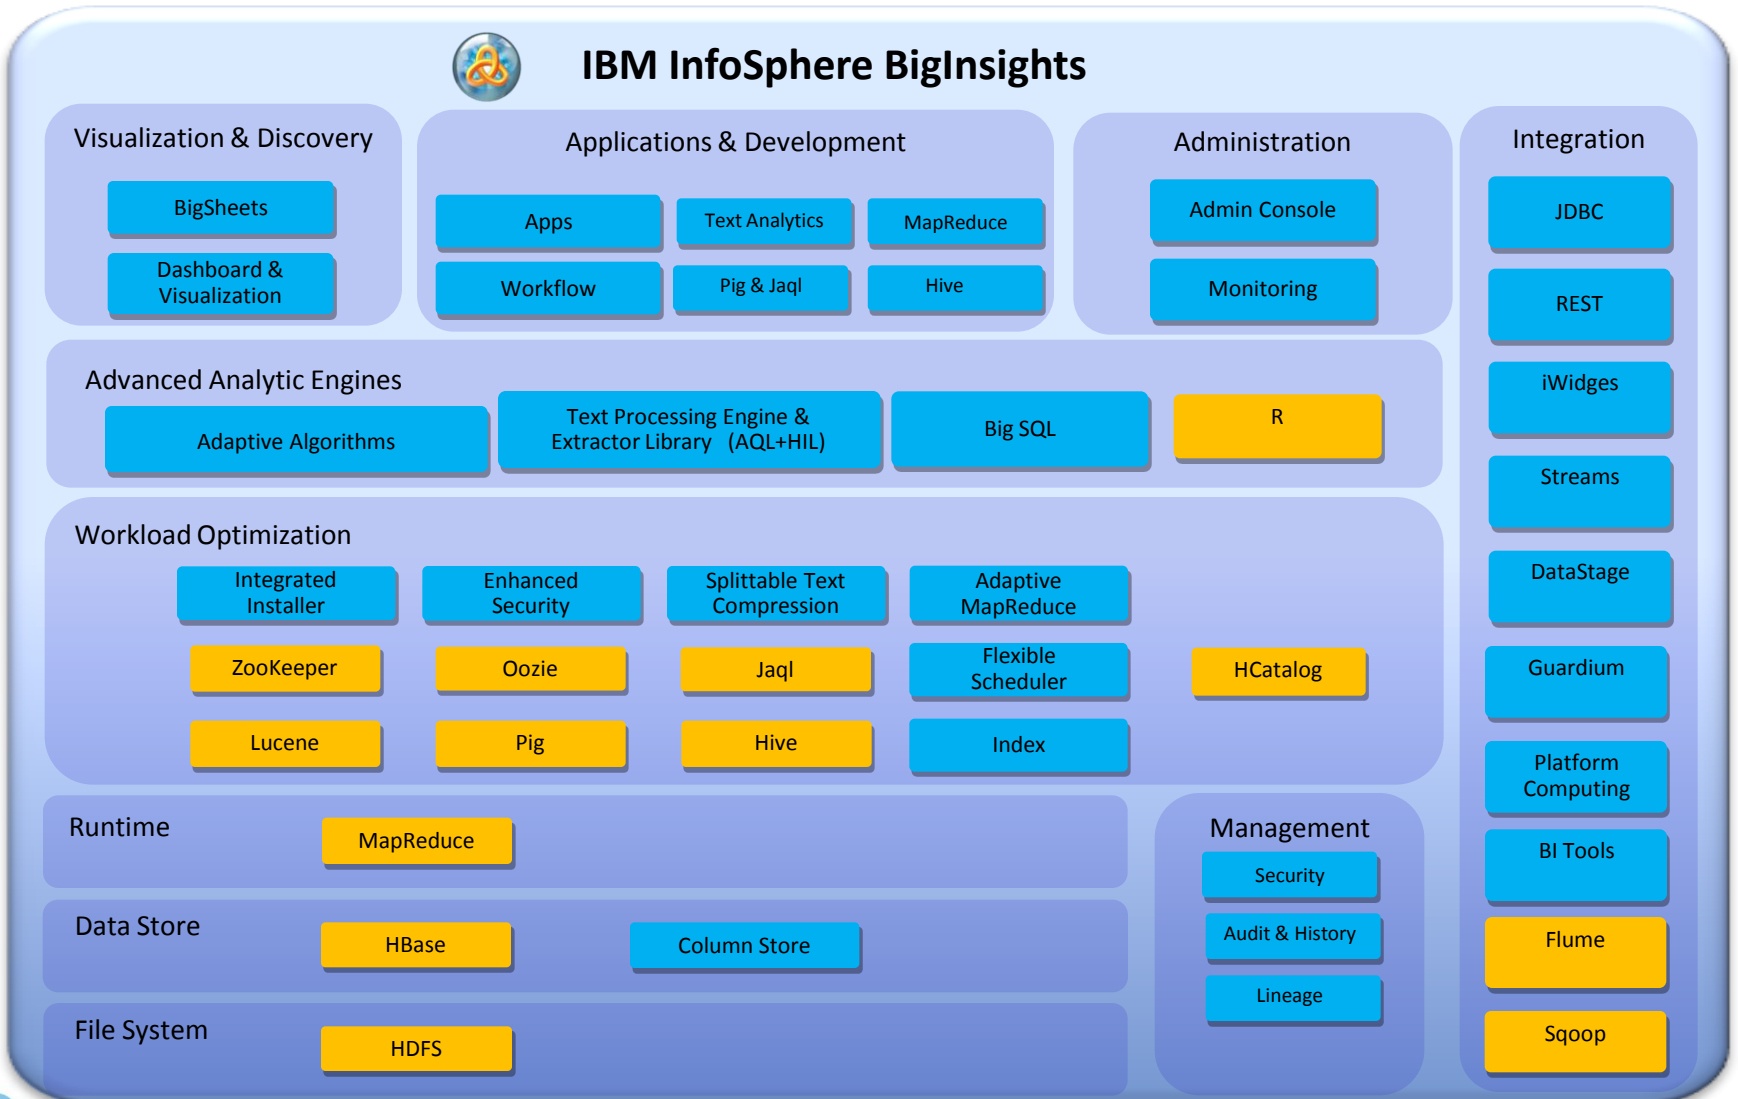 IBM InfoSphere BigInsights
Visualization & Discovery
BigSheets
Dashboard &
Visualization
Applications & Development
Apps
Text Analytics
MapReduce
Workflow
Pig & Jaql
Hive
Administration
Admin Console
Monitoring
Integration
JDBC
REST
iWidges
Streams
DataStage
Guardium
Platform
Computing
BI Tools
Flume
Sqoop
Advanced Analytic Engines
Adaptive Algorithms
Text Processing Engine &
Extractor Library (AQL+HIL)
Big SQL
R
Workload Optimization
Integrated
Installer
Enhanced
Security
Splittable Text
Compression
Adaptive
MapReduce
ZooKeeper
Oozie
Jaql
Flexible
Scheduler
HCatalog
Lucene
Pig
Hive
Index
Runtime
MapReduce
Data Store
HBase
Column Store
File System
HDFS
Management
Security
Audit & History
Lineage